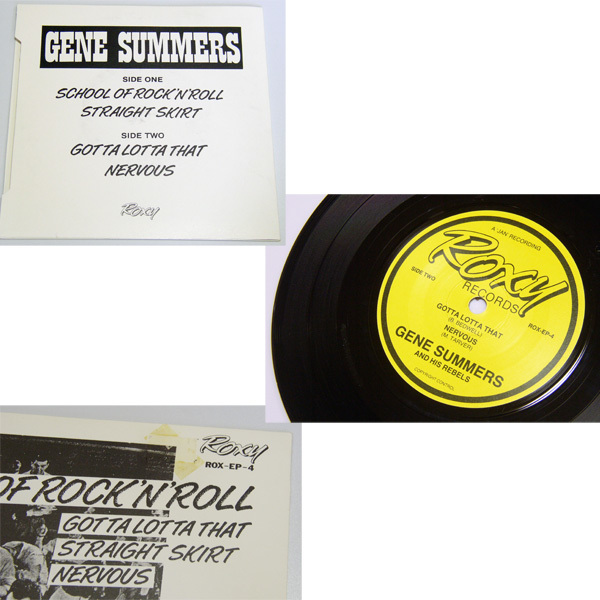 GENE SUMMERS
SIDE ONE
SCHOOL OF ROCK'N'ROLL
STRAIGHT SKIRT
SIDE TWO
GOTTA LOTTA THAT
NERVOUS
Roxy
A JAN RECORDING
Roxy
RECORDS
SIDE TWO
ROX-EP-4
GOTTA LOTTA THAT
(B. BEDWELL)
NERVOUS
(M. TARVER)
GENE SUMMERS
AND HIS REBELS
COPYRIGHT CONTROL
Roxy
ROX-EP-4
OF ROCK'N'ROLL
GOTTA LOTTA THAT
STRAIGHT SKIRT
NERVOUS